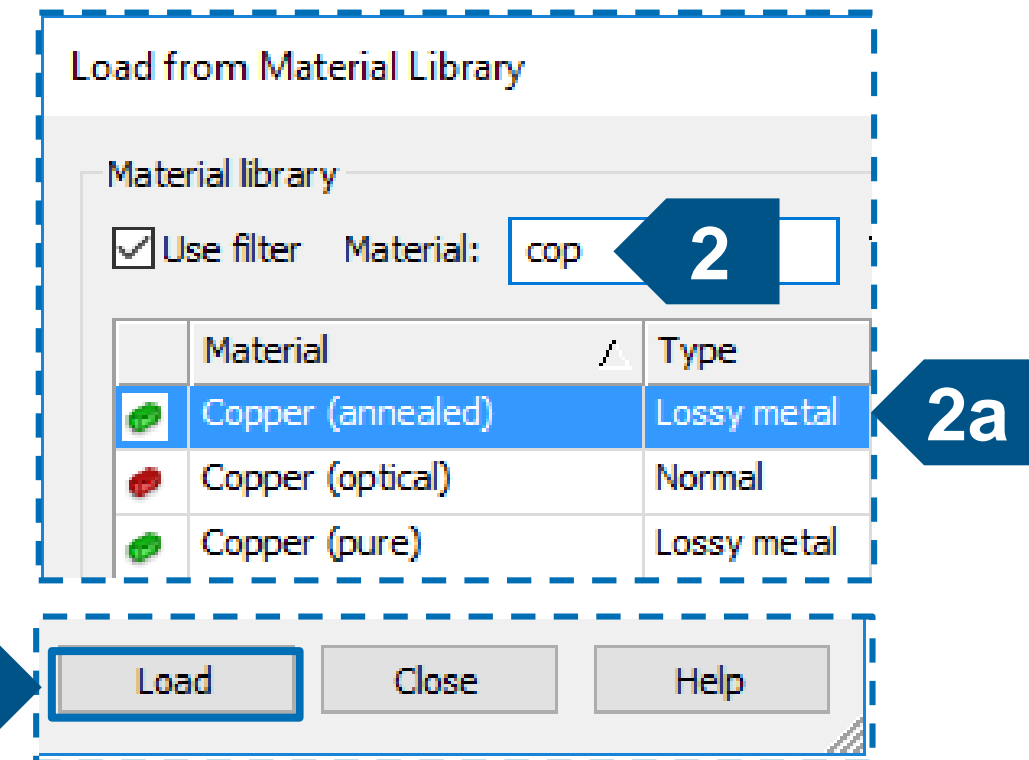 Load from Material Library
Material library
Use filter Material: cop 2
Material Type
Copper (annealed) Lossy metal 2a
Copper (optical) Normal
Copper (pure) Lossy metal
Load Close Help